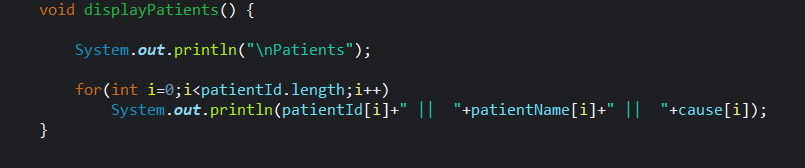 void displayPatients() {
System.out.println("\nPatients");
for(int i=0;i<patientId.length;i++)
System.out.println(patientId[i]+" ||  "+patientName[i]+" ||  "+cause[i]);
}